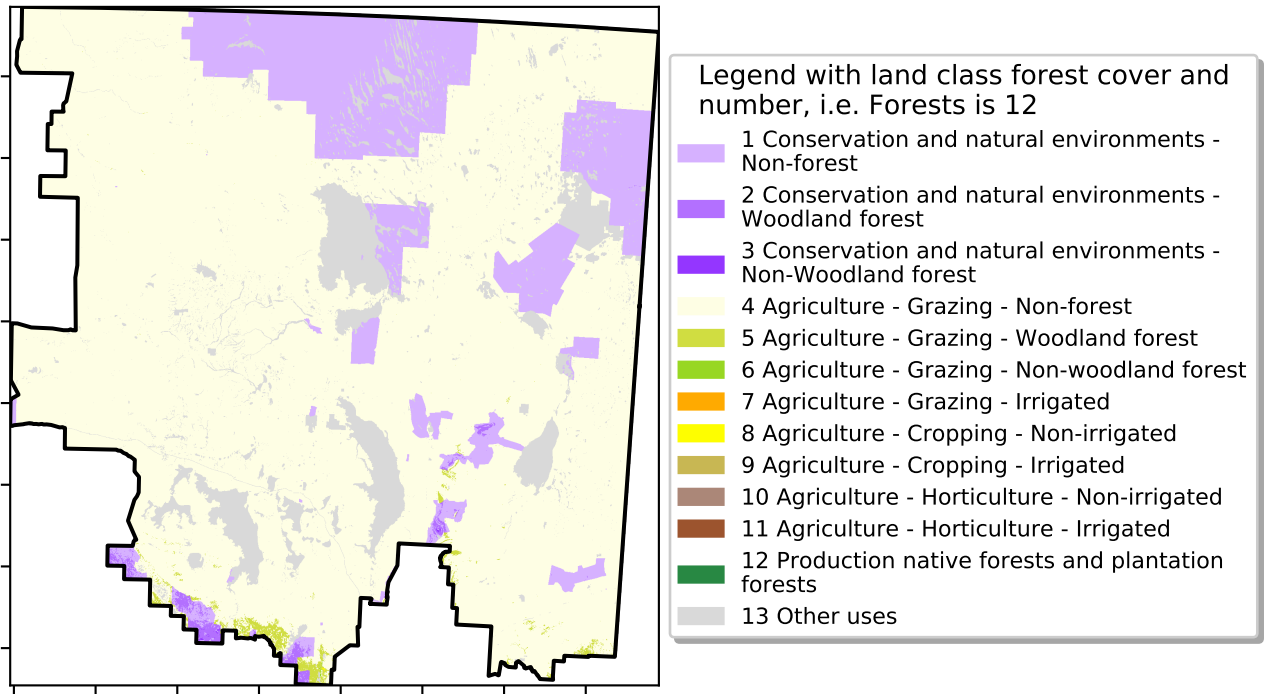 Legend with land class forest cover and
number, i.e. Forests is 12
1 Conservation and natural environments -
Non-forest
2 Conservation and natural environments -
Woodland forest
3 Conservation and natural environments -
Non-Woodland forest
4 Agriculture - Grazing - Non-forest
5 Agriculture - Grazing - Woodland forest
6 Agriculture - Grazing - Non-woodland forest
7 Agriculture - Grazing - Irrigated
8 Agriculture - Cropping - Non-irrigated
9 Agriculture - Cropping - Irrigated
10 Agriculture - Horticulture - Non-irrigated
11 Agriculture - Horticulture - Irrigated
12 Production native forests and plantation
forests
13 Other uses